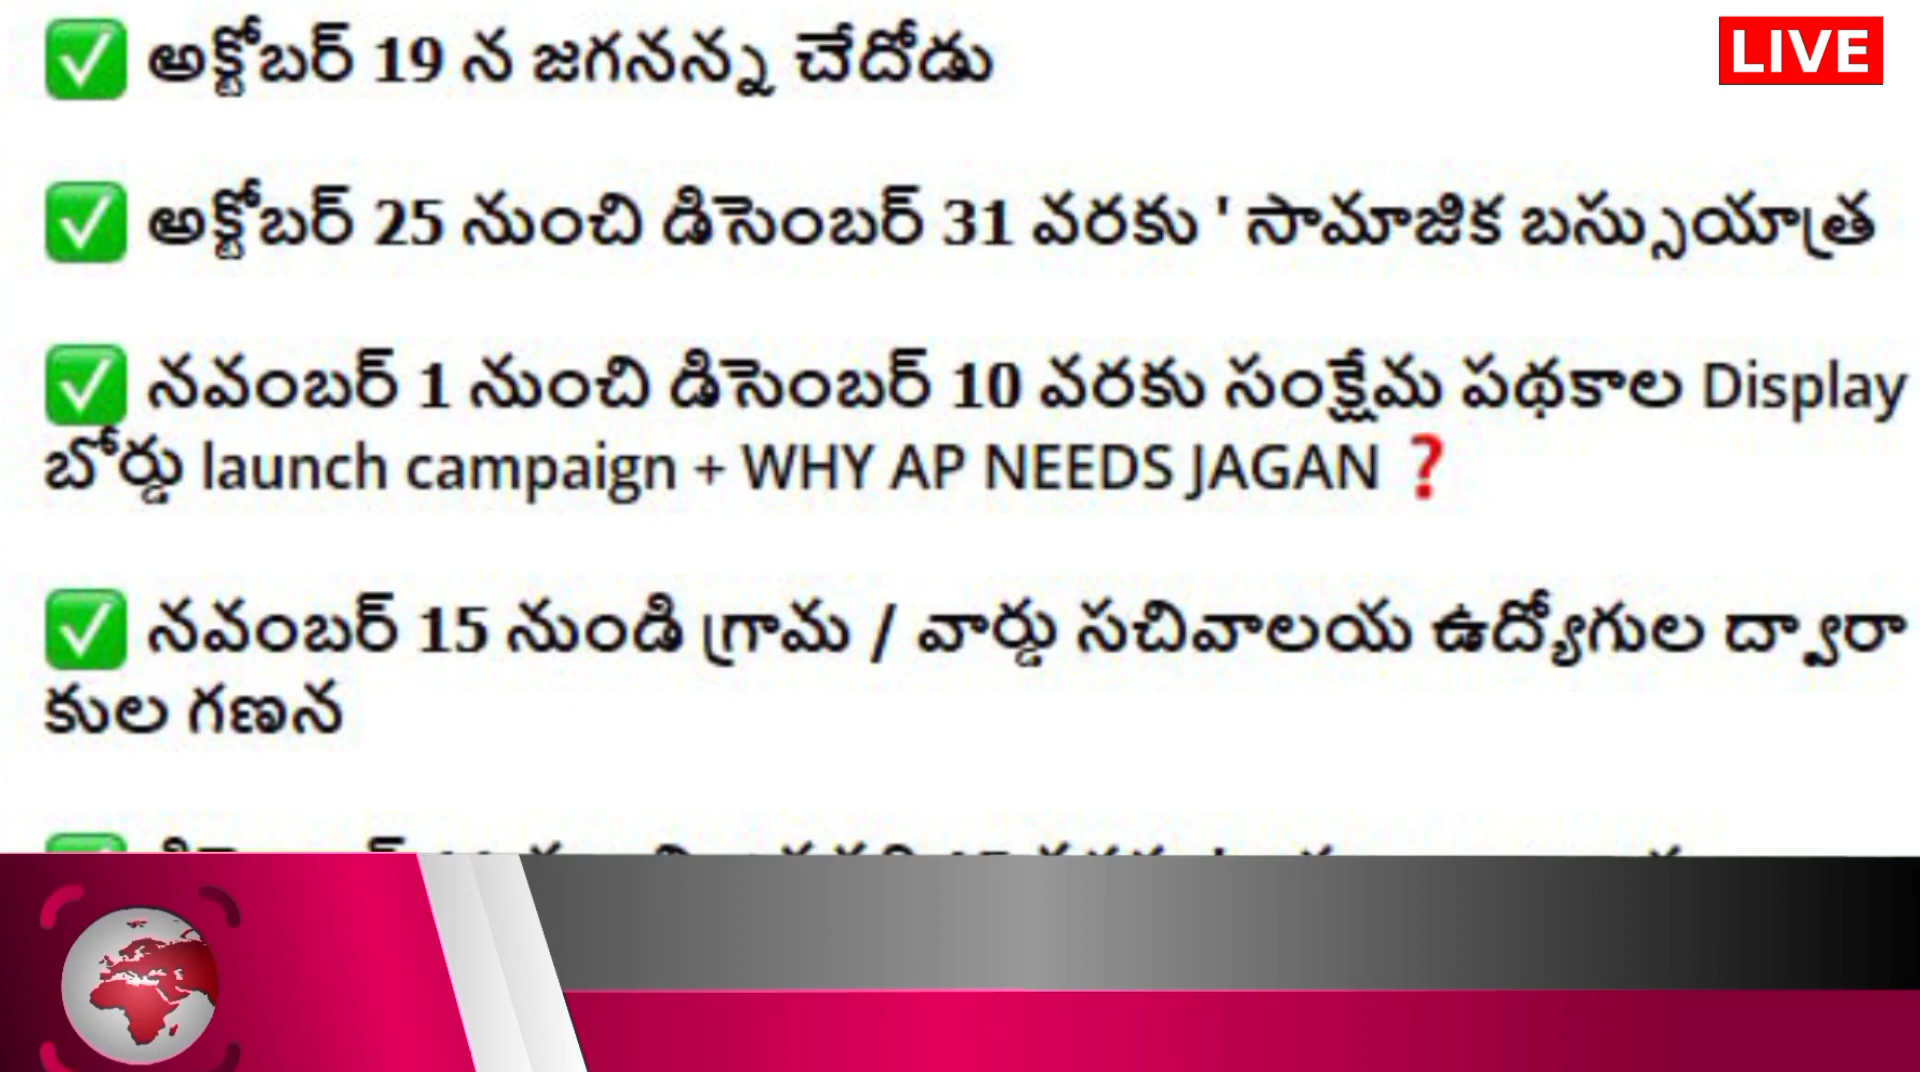 ✅ అక్టోబర్ 19 న జగనన్న చేదోడు
LIVE
✅ అక్టోబర్ 25 నుంచి డిసెంబర్ 31 వరకు ' సామాజిక బస్సుయాత్ర
✅ నవంబర్ 1 నుంచి డిసెంబర్ 10 వరకు సంక్షేమ పథకాల Display
బోర్డు launch campaign + WHY AP NEEDS JAGAN ❓
✅ నవంబర్ 15 నుండి గ్రామ / వార్డు సచివాలయ ఉద్యోగుల ద్వారా
కుల గణన